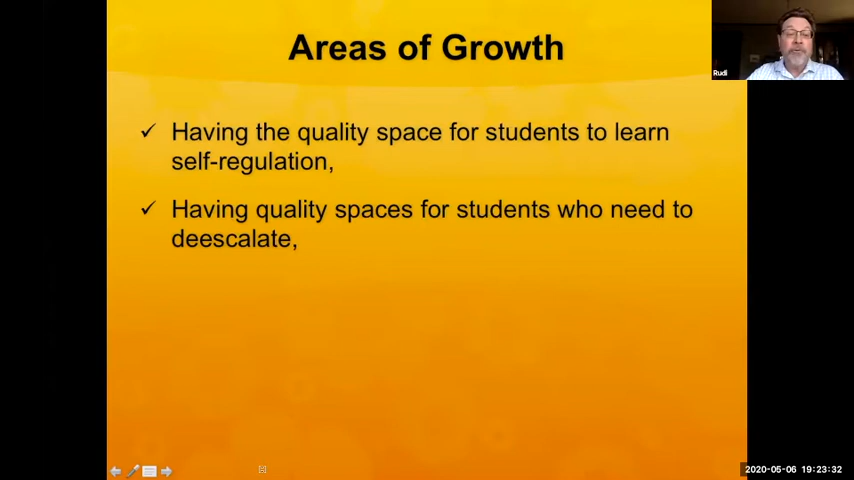 Areas of Growth
Rudi
✓ Having the quality space for students to learn
self-regulation,
✓ Having quality spaces for students who need to
deescalate,
2020-05-06 19:23:32